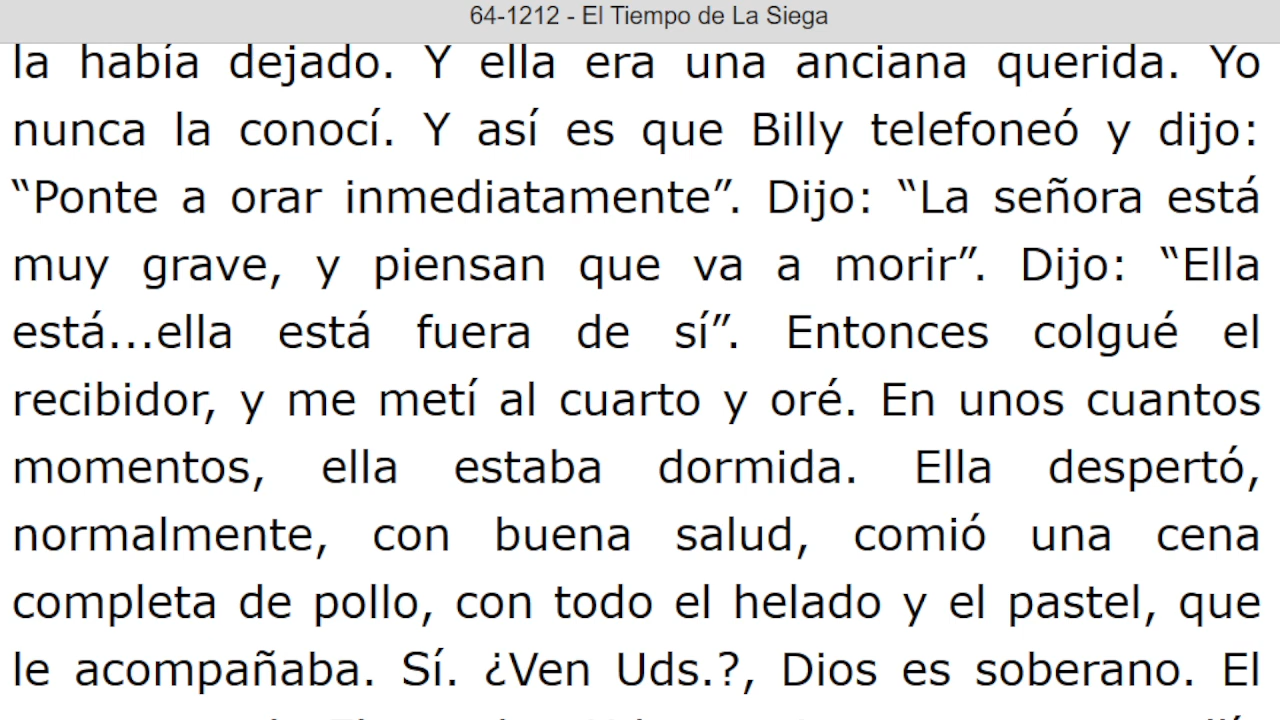 64-1212 - El Tiempo de La Siega
la había dejado. Y ella era una anciana querida. Yo
nunca la conocí. Y así es que Billy telefoneó y dijo:
“Ponte a orar inmediatamente”. Dijo: “La señora está
muy grave, y piensan que va a morir”. Dijo: “Ella
está...ella está fuera de sí”. Entonces colgué el
recibidor, y me metí al cuarto y oré. En unos cuantos
momentos, ella estaba dormida. Ella despertó,
normalmente, con buena salud, comió una cena
completa de pollo, con todo el helado y el pastel, que
le acompañaba. Sí. ¿Ven Uds.?, Dios es soberano. El